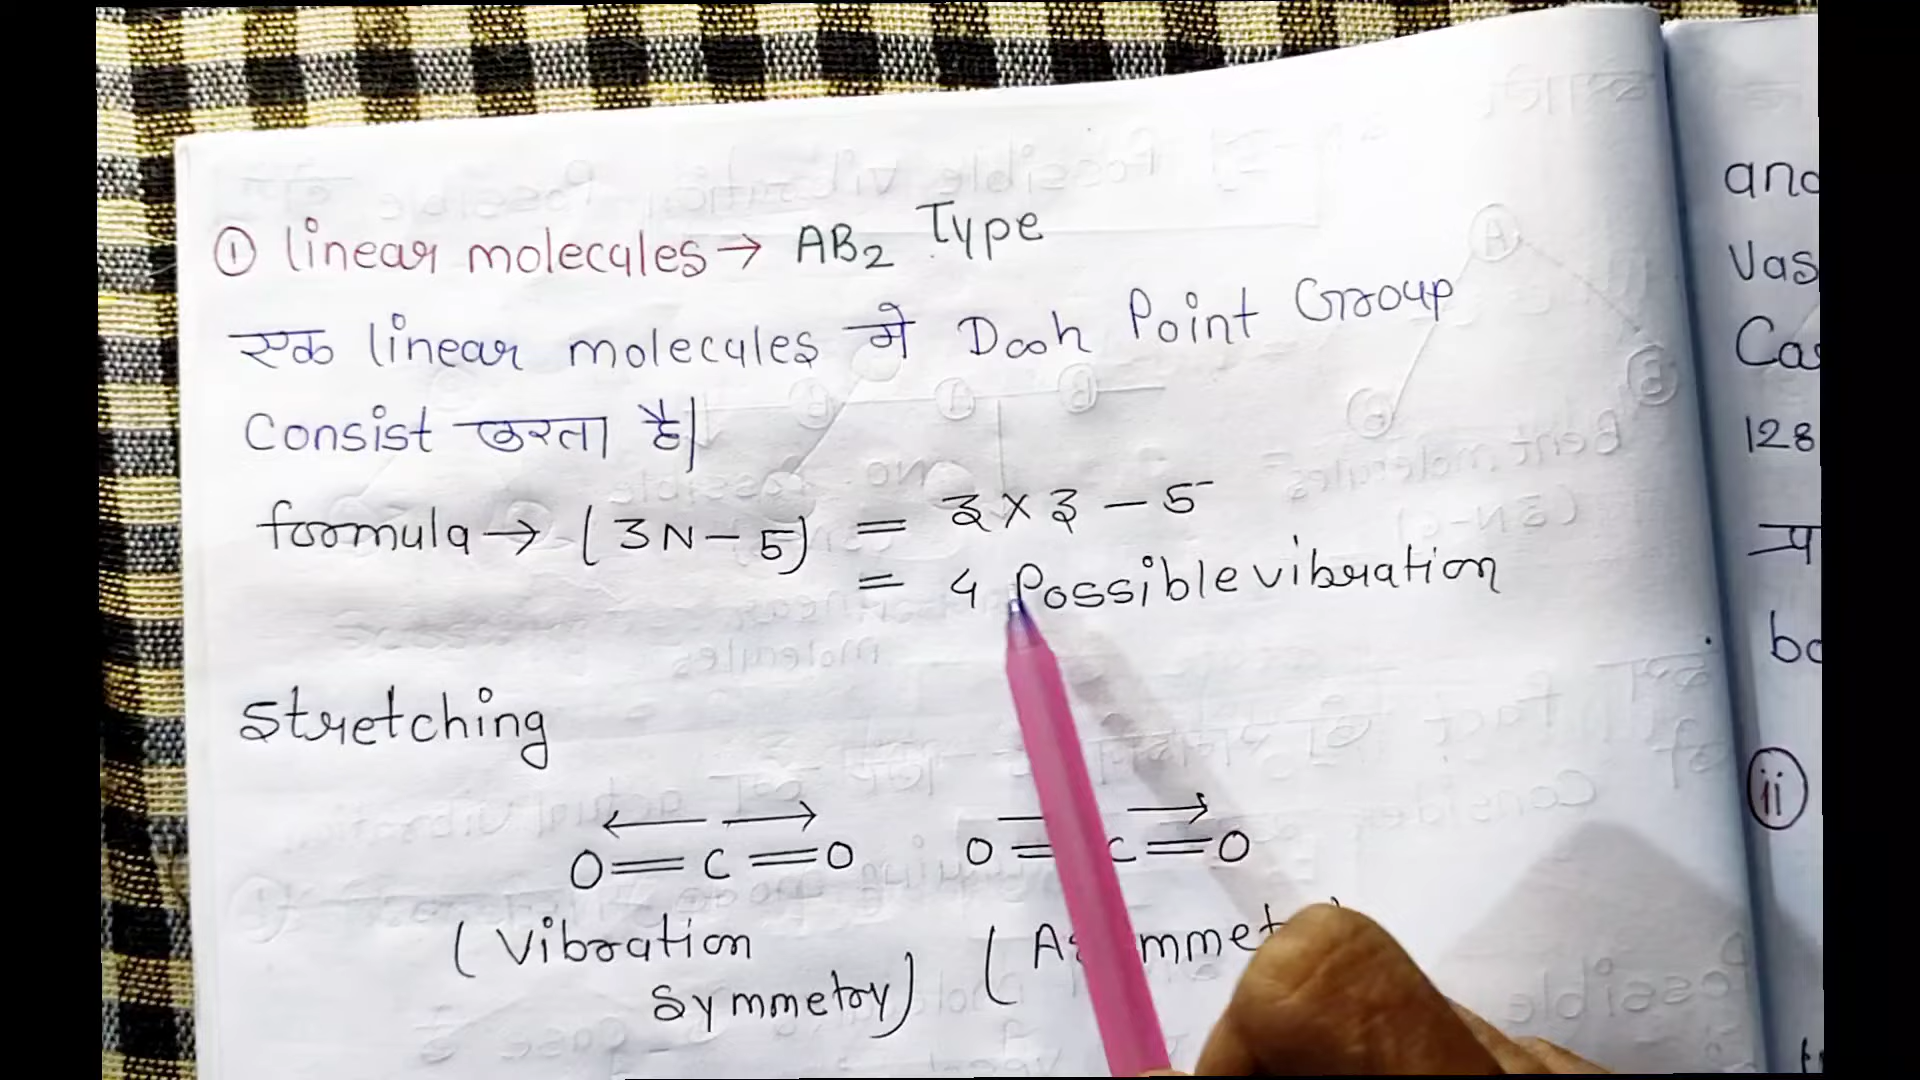 ① linear molecules → AB₂ Type
एक linear molecules मे D∞h Point Group
Consist करता है|
formula → (3N - 5) = 3 × 3 - 5
= 4 Possible vibration
Stretching
O = C = O
(Vibration
Symmetry)
O = C = O
and
Vas
128
ii